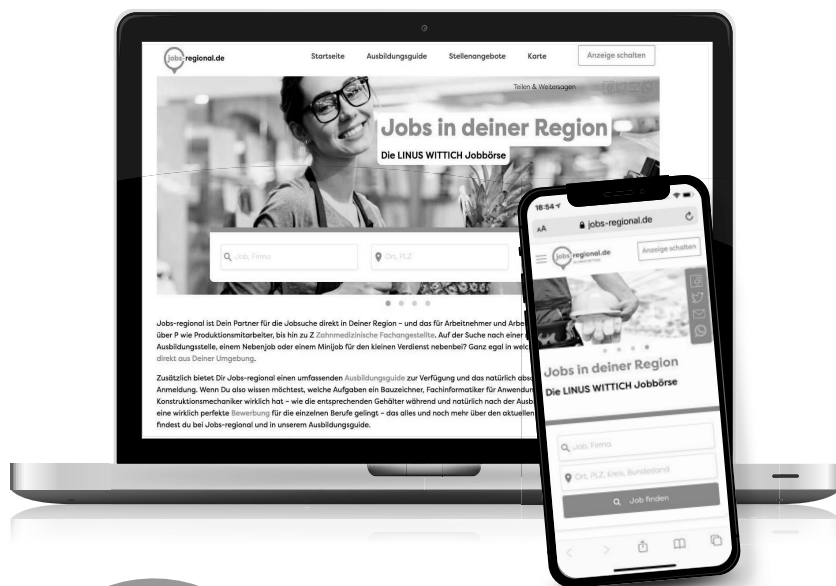 jobs-regional.de
Startseite Ausbildungsguide Stellenangebote Karte Anzeige schalten
Teilen & Weitersagen
Jobs in deiner Region
Die LINUS WITTICH Jobbörse
Job, Firma Ort, PLZ
Jobs-regional ist Dein Partner für die Jobsuche direkt in Deiner Region – und das für Arbeitnehmer und Arbe
über P wie Produktionsmitarbeiter, bis hin zu Z Zahnmedizinische Fachangestellte. Auf der Suche nach einer
Ausbildungsstelle, einem Nebenjob oder einem Minijob für den kleinen Verdienst nebenbei? Ganz egal in welc
direkt aus Deiner Umgebung.
Zusätzlich bietet Dir Jobs-regional einen umfassenden Ausbildungsguide zur Verfügung und das natürlich abso
Anmeldung. Wenn Du also wissen möchtest, welche Aufgaben ein Bauzeichner, Fachinformatiker für Anwendun
Konstruktionsmechaniker wirklich hat – wie die entsprechenden Gehälter während und natürlich nach der Ausb
eine wirklich perfekte Bewerbung für die einzelnen Berufe gelingt – das alles und noch mehr über den aktuellen
findest du bei Jobs-regional und in unserem Ausbildungsguide.
16:54
AA jobs-regional.de
jobs-regional.de Anzeige schalten
Jobs in deiner Region
Die LINUS WITTICH Jobbörse
Job, Firma
Ort, PLZ, Kreis, Bundesland
Job finden